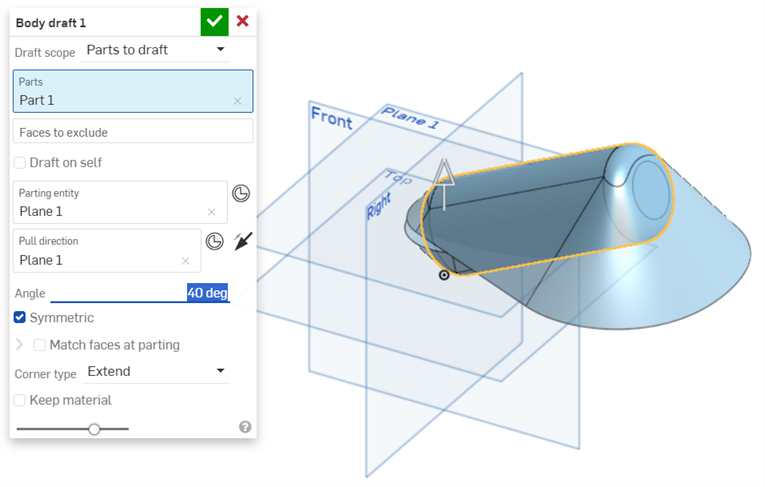 Body draft 1
Draft scope Parts to draft
Parts
Part 1
Faces to exclude
Draft on self
Parting entity
Plane 1
Pull direction
Plane 1
Angle 40 deg
Symmetric
Match faces at parting
Corner type Extend
Keep material
Front
Plane 1
Top
Right